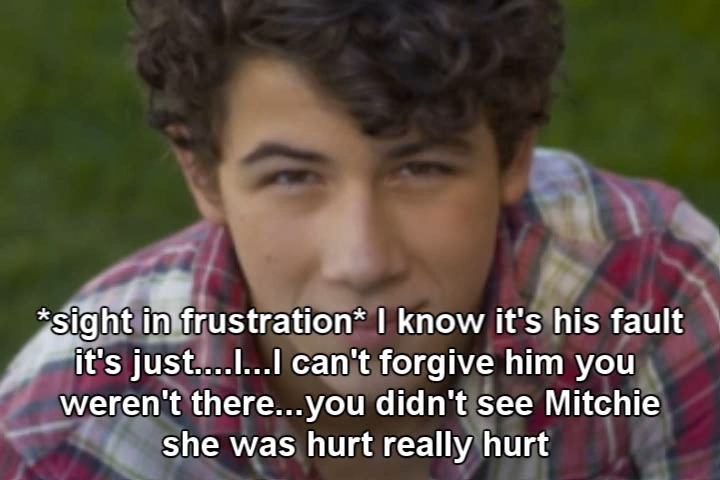 *sight in frustration* I know it's his fault
it's just....I...I can't forgive him you
weren't there...you didn't see Mitchie
she was hurt really hurt